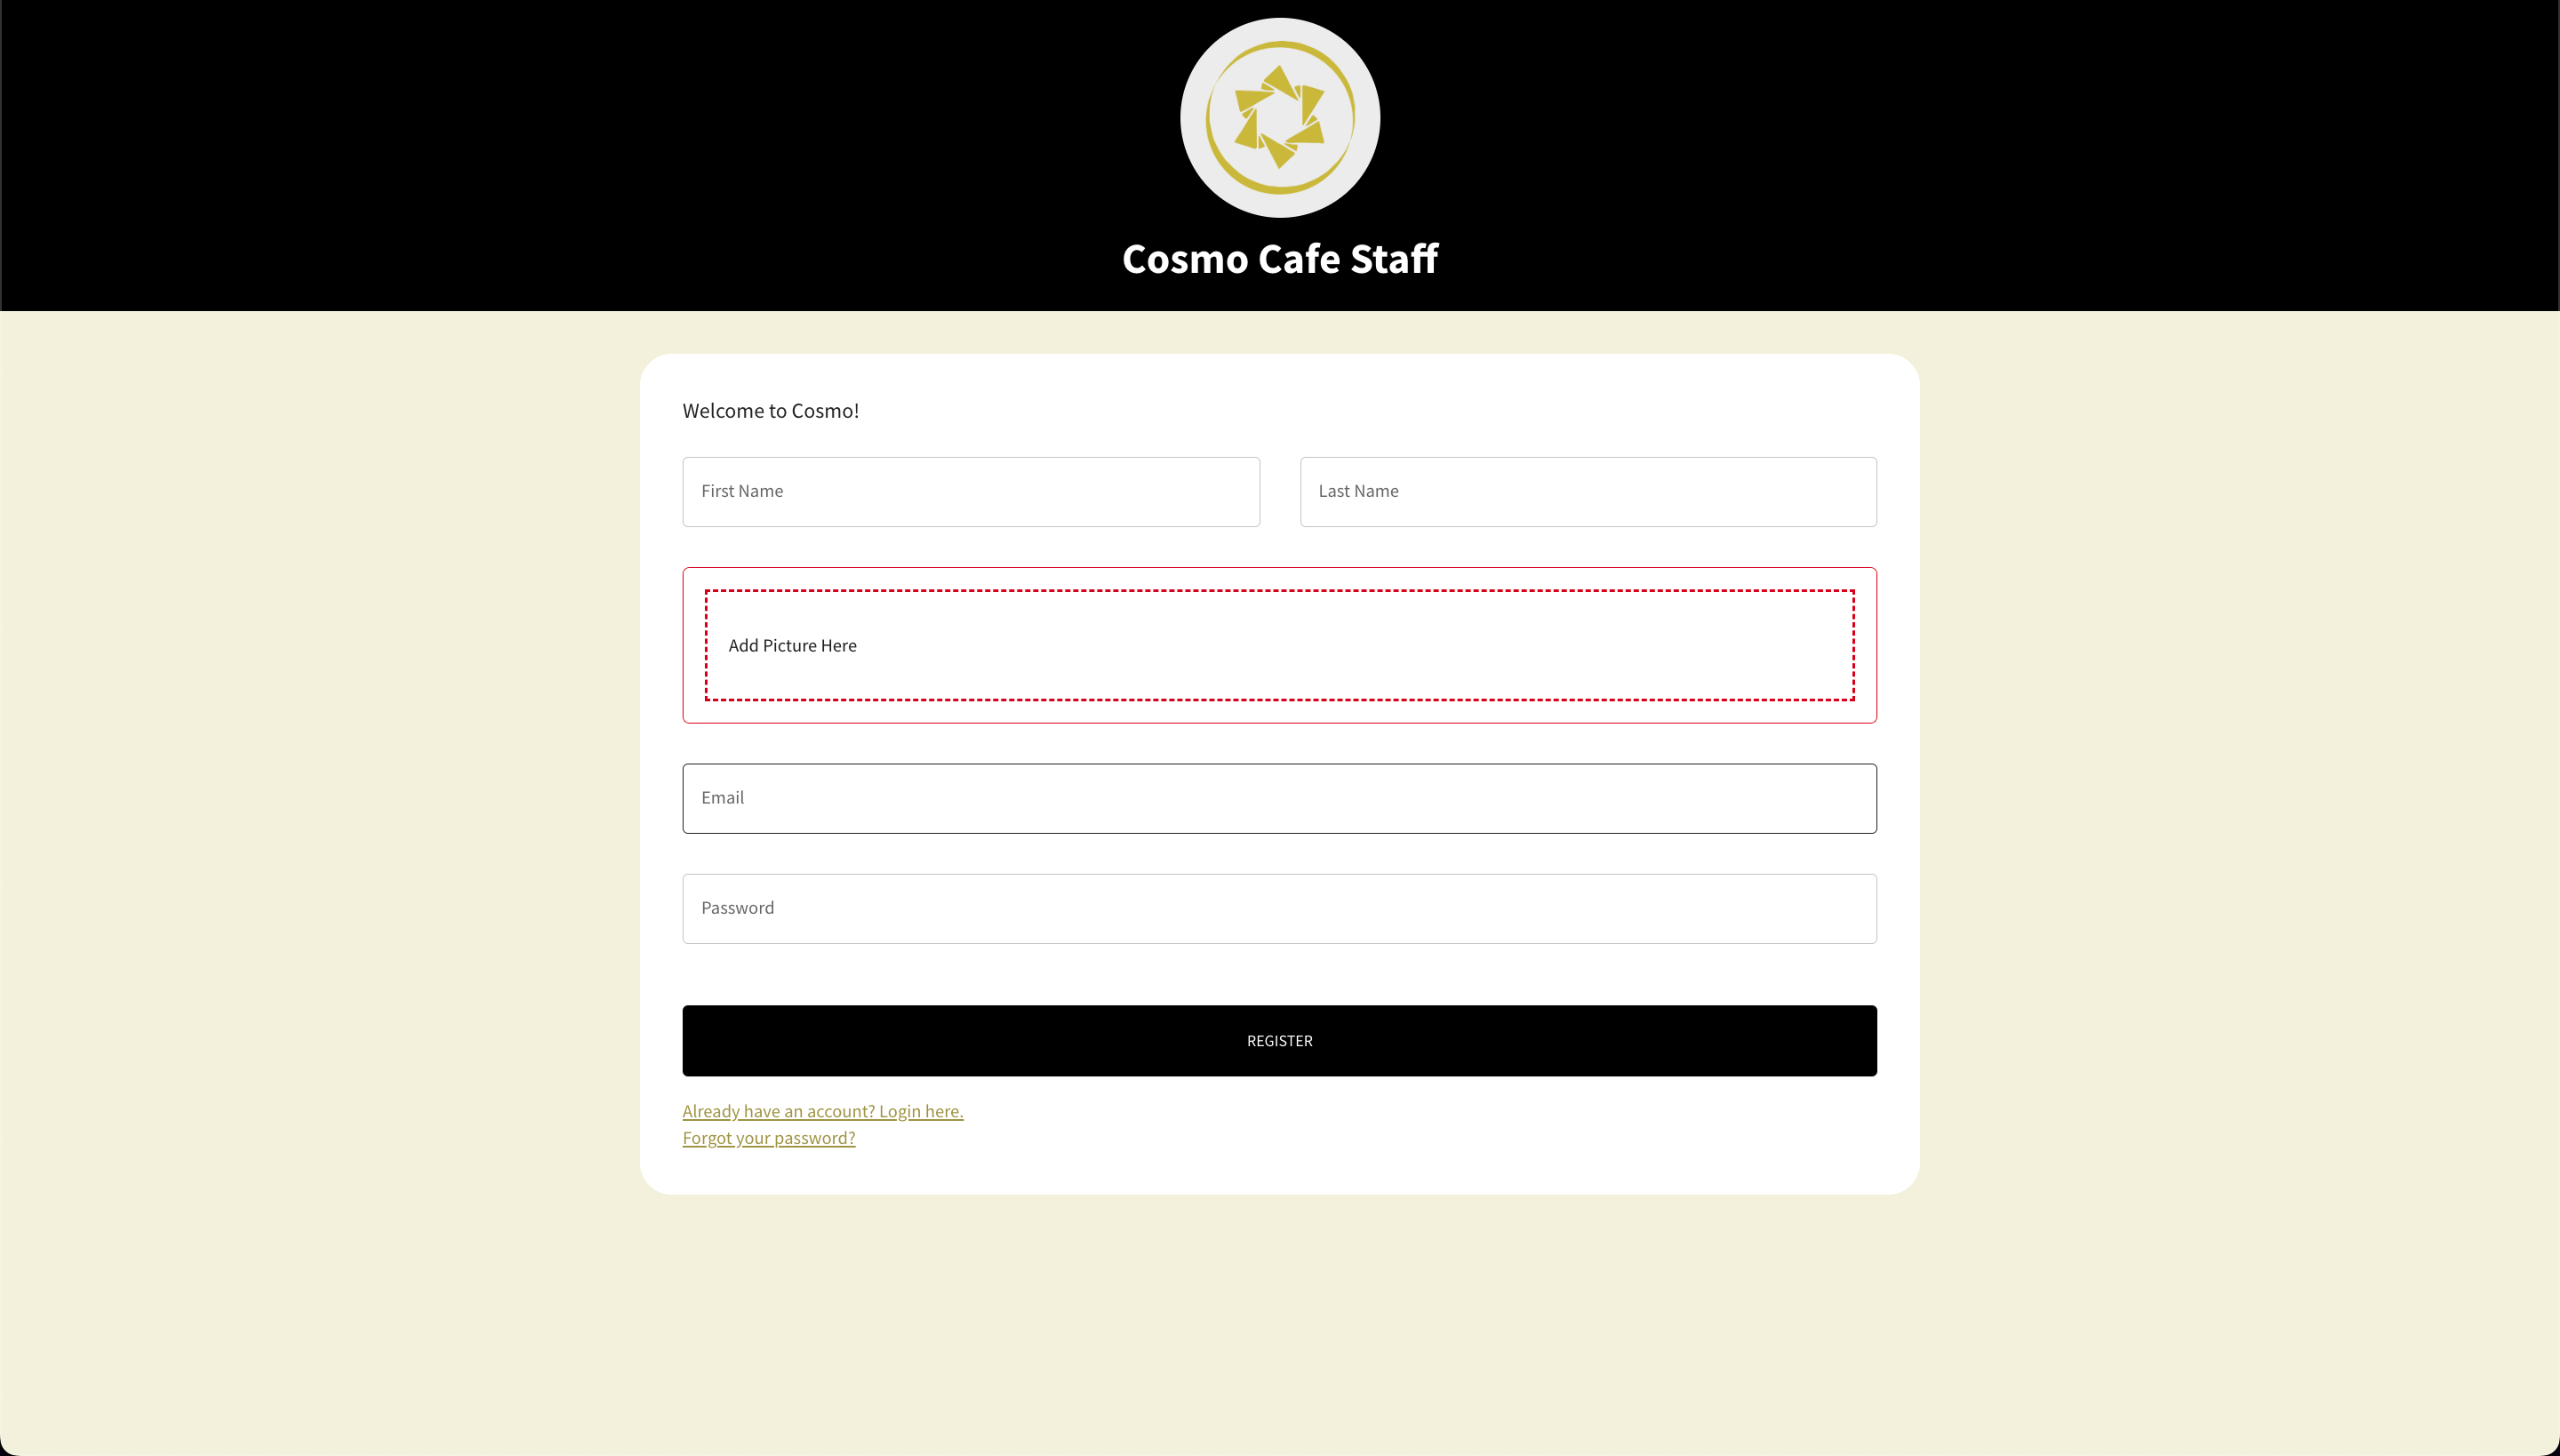 Cosmo Cafe Staff
Welcome to Cosmo!
First Name
Last Name
Add Picture Here
Email
Password
REGISTER
Already have an account? Login here.
Forgot your password?